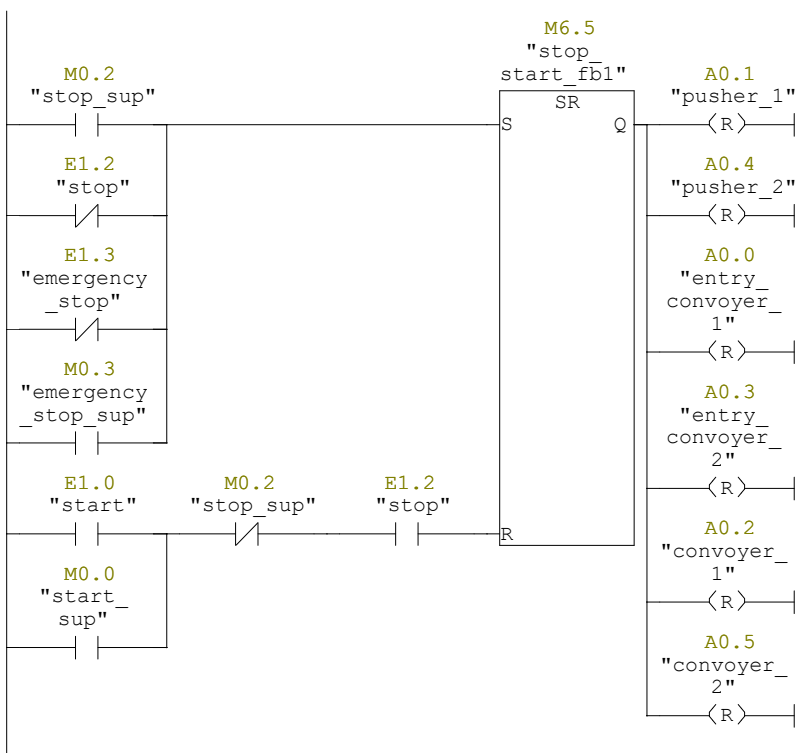 M6.5
"stop_
start_fb1"
SR
M0.2
"stop_sup"
S
Q
A0.1
"pusher_1"
R
E1.2
"stop"
A0.4
"pusher_2"
R
E1.3
"emergency
_stop"
A0.0
"entry_
convoyer_
1"
R
M0.3
"emergency
_stop_sup"
A0.3
"entry_
convoyer_
2"
R
E1.0
"start"
M0.2
"stop_sup"
E1.2
"stop"
R
A0.2
"convoyer_
1"
R
M0.0
"start_
sup"
A0.5
"convoyer_
2"
R